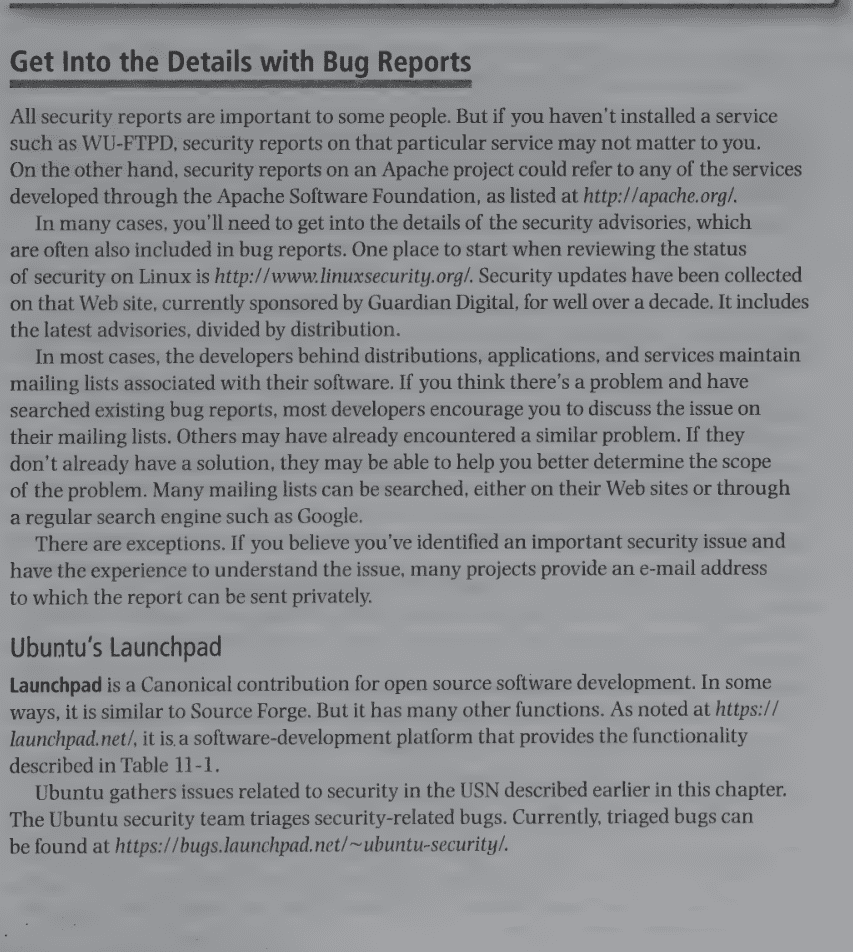 Get Into the Details with Bug Reports
All security reports are important to some people. But if you haven't installed a service
such as WU-FTPD, security reports on that particular service may not matter to you.
On the other hand, security reports on an Apache project could refer to any of the services
developed through the Apache Software Foundation, as listed at http://apache.org/.
In many cases, you'll need to get into the details of the security advisories, which
are often also included in bug reports. One place to start when reviewing the status
of security on Linux is http://www.linuxsecurity.org/. Security updates have been collected
on that Web site, currently sponsored by Guardian Digital, for well over a decade. It includes
the latest advisories, divided by distribution.
In most cases, the developers behind distributions, applications, and services maintain
mailing lists associated with their software. If you think there's a problem and have
searched existing bug reports, most developers encourage you to discuss the issue on
their mailing lists. Others may have already encountered a similar problem. If they
don't already have a solution, they may be able to help you better determine the scope
of the problem. Many mailing lists can be searched, either on their Web sites or through
a regular search engine such as Google.
There are exceptions. If you believe you've identified an important security issue and
have the experience to understand the issue, many projects provide an e-mail address
to which the report can be sent privately.
Ubuntu's Launchpad
Launchpad is a Canonical contribution for open source software development. In some
ways, it is similar to Source Forge. But it has many other functions. As noted at https://
launchpad.net/, it is a software-development platform that provides the functionality
described in Table 11-1.
Ubuntu gathers issues related to security in the USN described earlier in this chapter.
The Ubuntu security team triages security-related bugs. Currently, triaged bugs can
be found at https://bugs.launchpad.net/~ubuntu-security/.